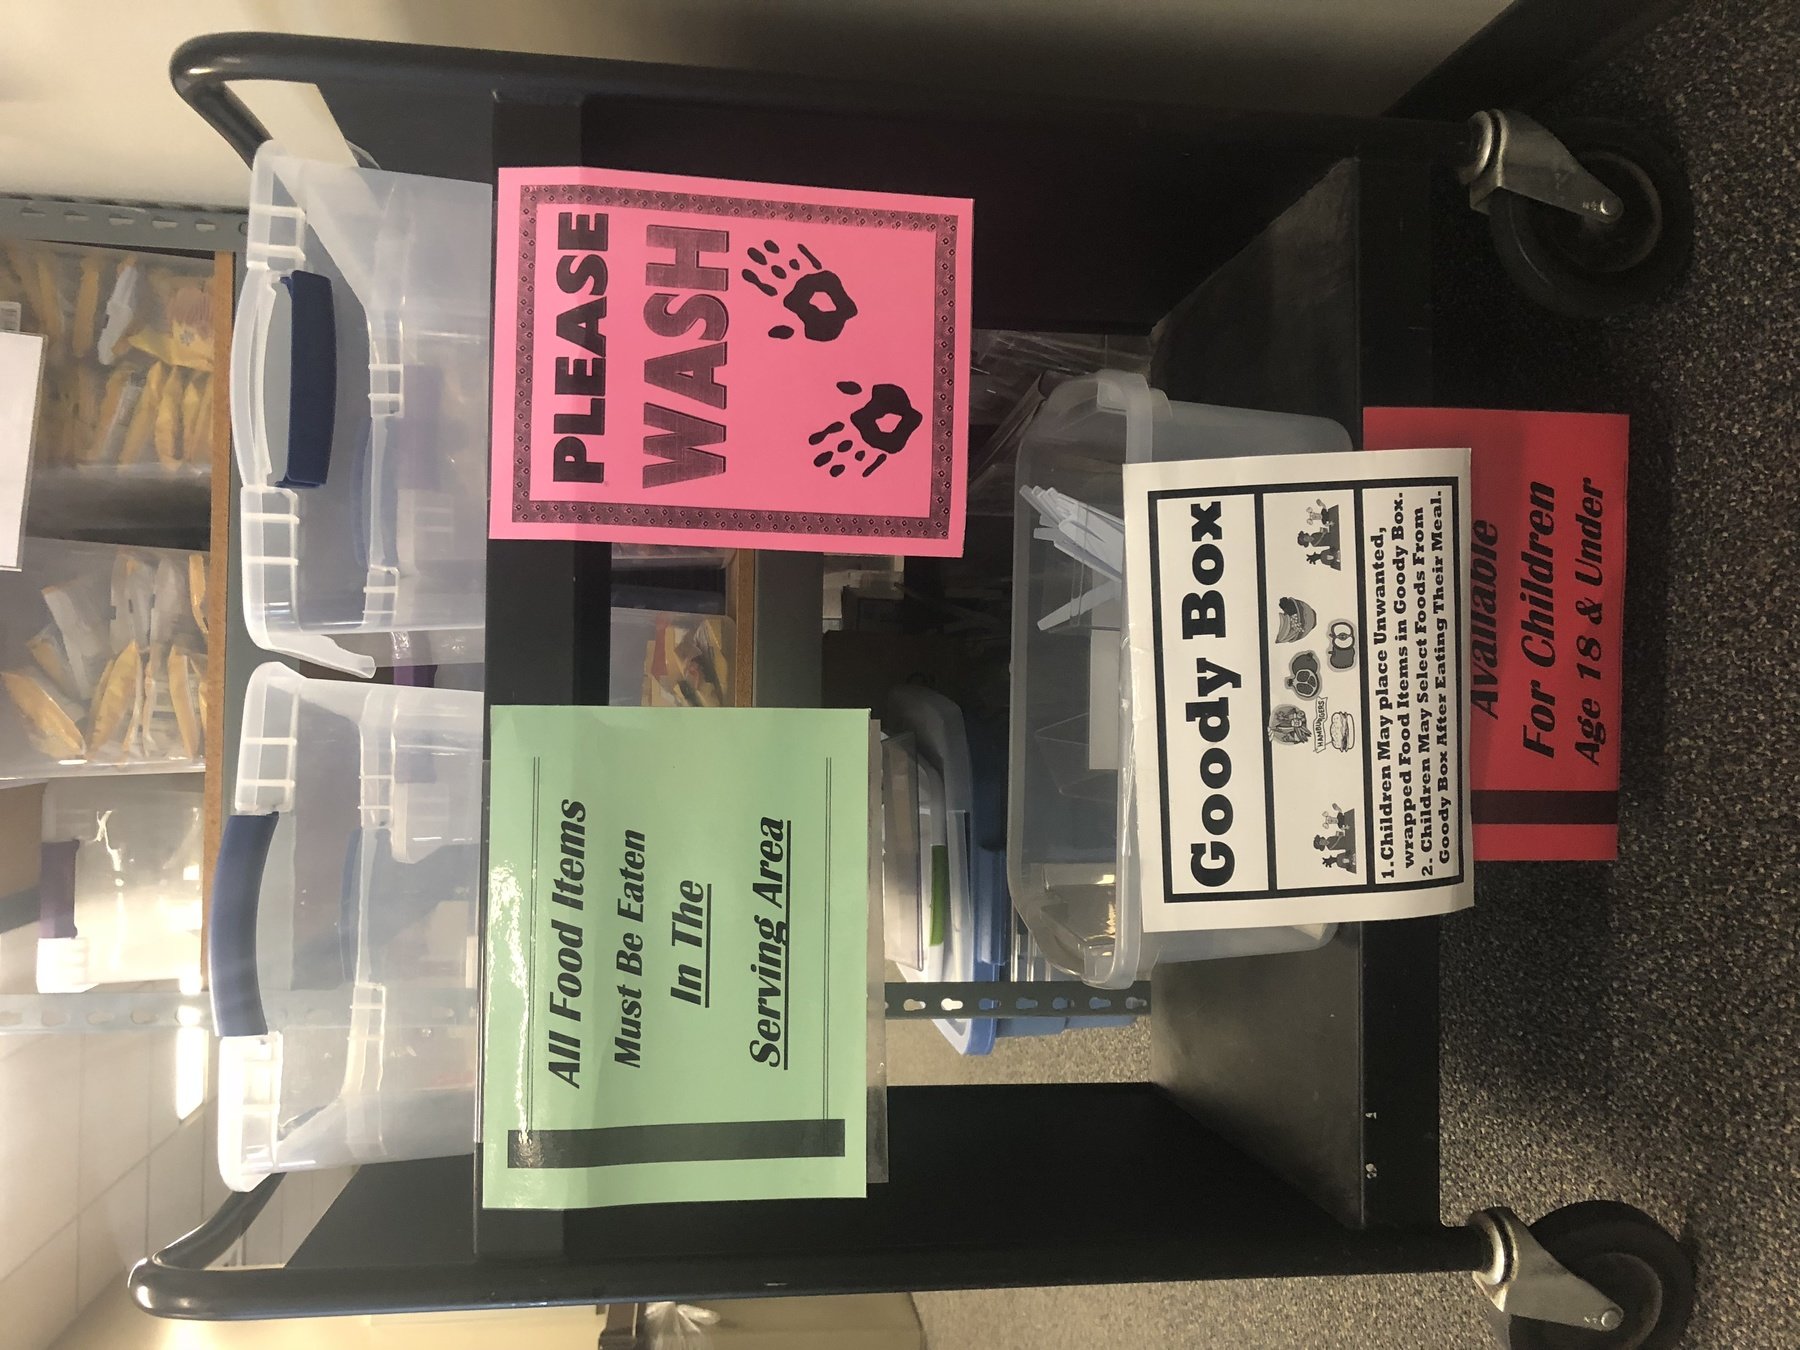 All Food Items
Must Be Eaten
In The
Serving Area
PLEASE
WASH
Goody Box
HAMBURGERS
1.Children May place Unwanted,
wrapped Food Items in Goody Box.
2. Children May Select Foods From
Goody Box After Eating Their Meal.
Available
For Children
Age 18 & Under